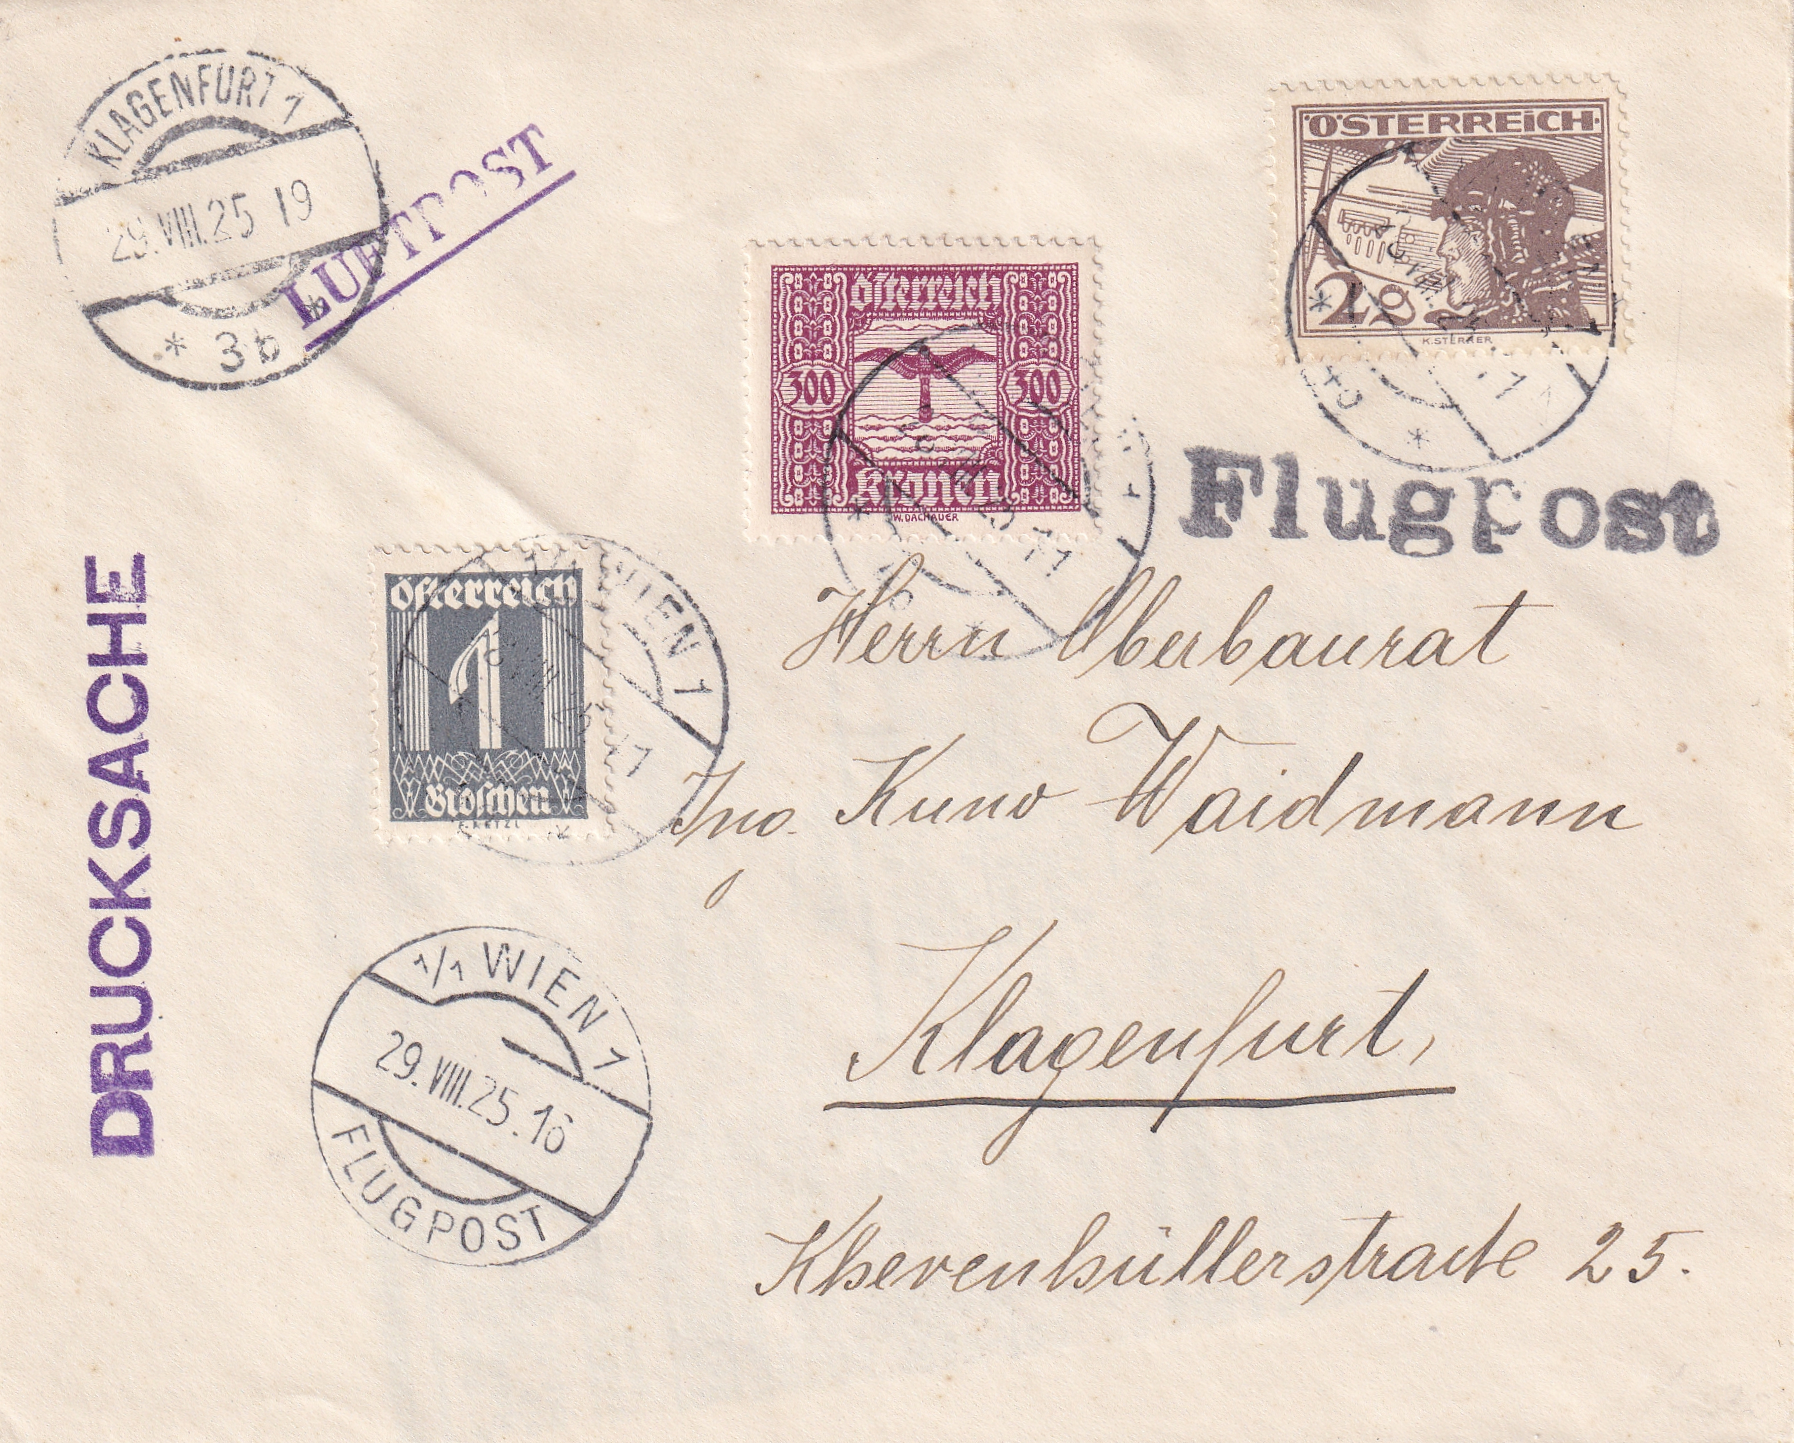 KLAGENFURT 1
29.VIII.25 19
* 3b *
LUFTPOST
ÖSTERREICH
2g
K.STERRER
Österreich
300 300
Kronen
W.DACHAUER
Flugpost
Österreich
1
Groschen
WIEN 1
DRUCKSACHE
Herrn Oberbaurat
Ing. Kuno Waidmann
Klagenfurt,
Khevenhüllerstraße 25.
1/1 WIEN 1
29.VIII.25.16
FLUGPOST